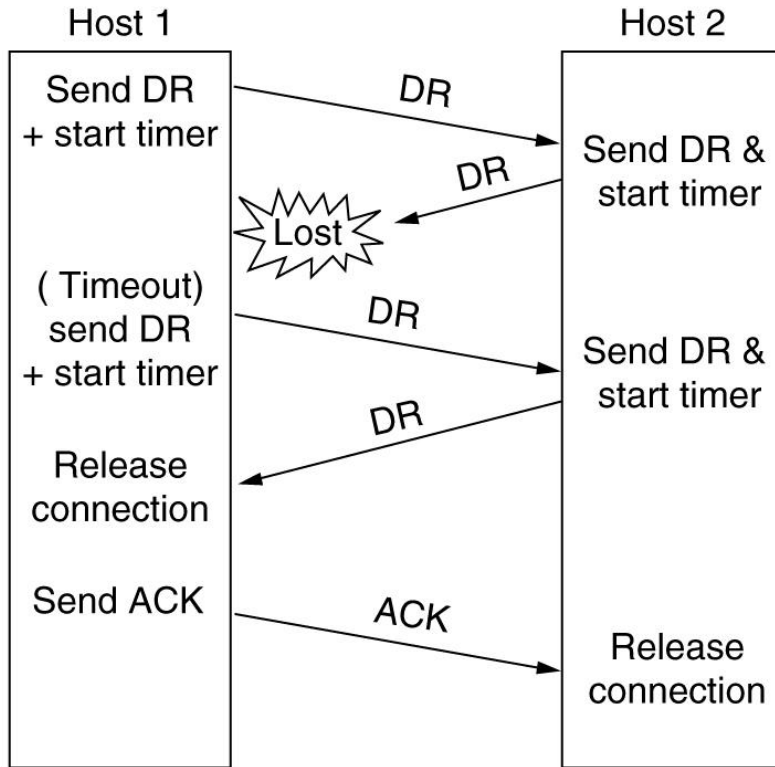 Host 1
Host 2
Send DR
+ start timer
DR
Send DR &
start timer
DR
Lost
( Timeout)
send DR
+ start timer
DR
Send DR &
start timer
DR
Release
connection
Send ACK
ACK
Release
connection